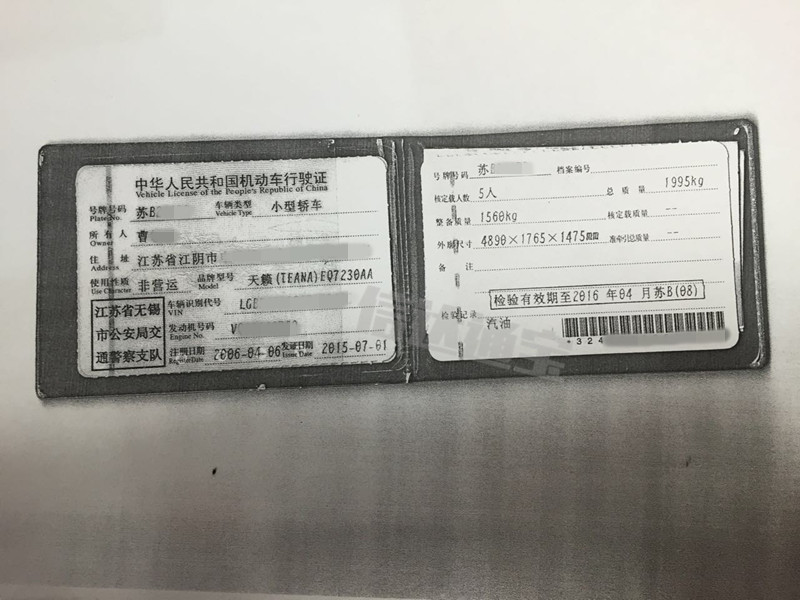 中华人民共和国机动车行驶证
Vehicle License of the People's Republic of China
号牌号码 苏B 车辆类型 小型轿车
Plate No. Vehicle Type
所有人 曹
Owner
住址 江苏省江阴市
Address
使用性质 非营运 品牌型号 天籁(TEANA)EQ7230AA
Use Character Model
江苏省无锡
市公安局交
通警察支队
车辆识别代号 LGB
VIN
发动机号码 V
Engine No.
注册日期 2006-04-06 发证日期 2015-07-01
Register Date Issue Date
号牌号码 苏B 档案编号
核定载人数 5人 总质量 1995kg
整备质量 1560kg 核定载质量 --
外廓尺寸 4890×1765×1475 准牵引总质量 --
备注
检验有效期至2016年04月苏B(08)
检验记录
汽油
*324